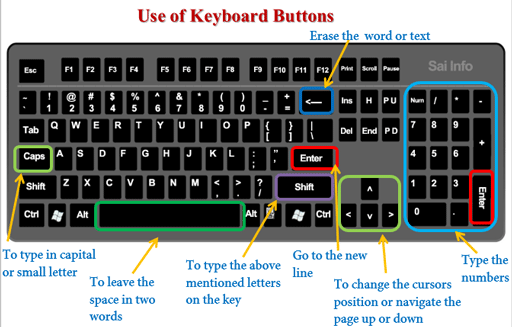 Use of Keyboard Buttons
Erase the word or text
Sai Info
Esc F1 F2 F3 F4 F5 F6 F7 F8 F9 F10 F11 F12 Print Scroll Pause
~ ! @ # $ % ^ & * ( ) _ +
` 1 2 3 4 5 6 7 8 9 0 - = <— Ins H PU Num / * -
Tab Q W E R T Y U I O P { } | Del End PD 7 8 9 +
[ ] \
Caps A S D F G H J K L : " Enter 4 5 6
; '
Shift Z X C V B N M < > ?/ Shift ^ 1 2 3 Enter
, .
Ctrl Alt Alt Ctrl < v > 0 .
To type in capital
or small letter
To leave the
space in two
words
To type the above
mentioned letters
on the key
Go to the new
line
To change the cursors
position or navigate the
page up or down
Type the
numbers